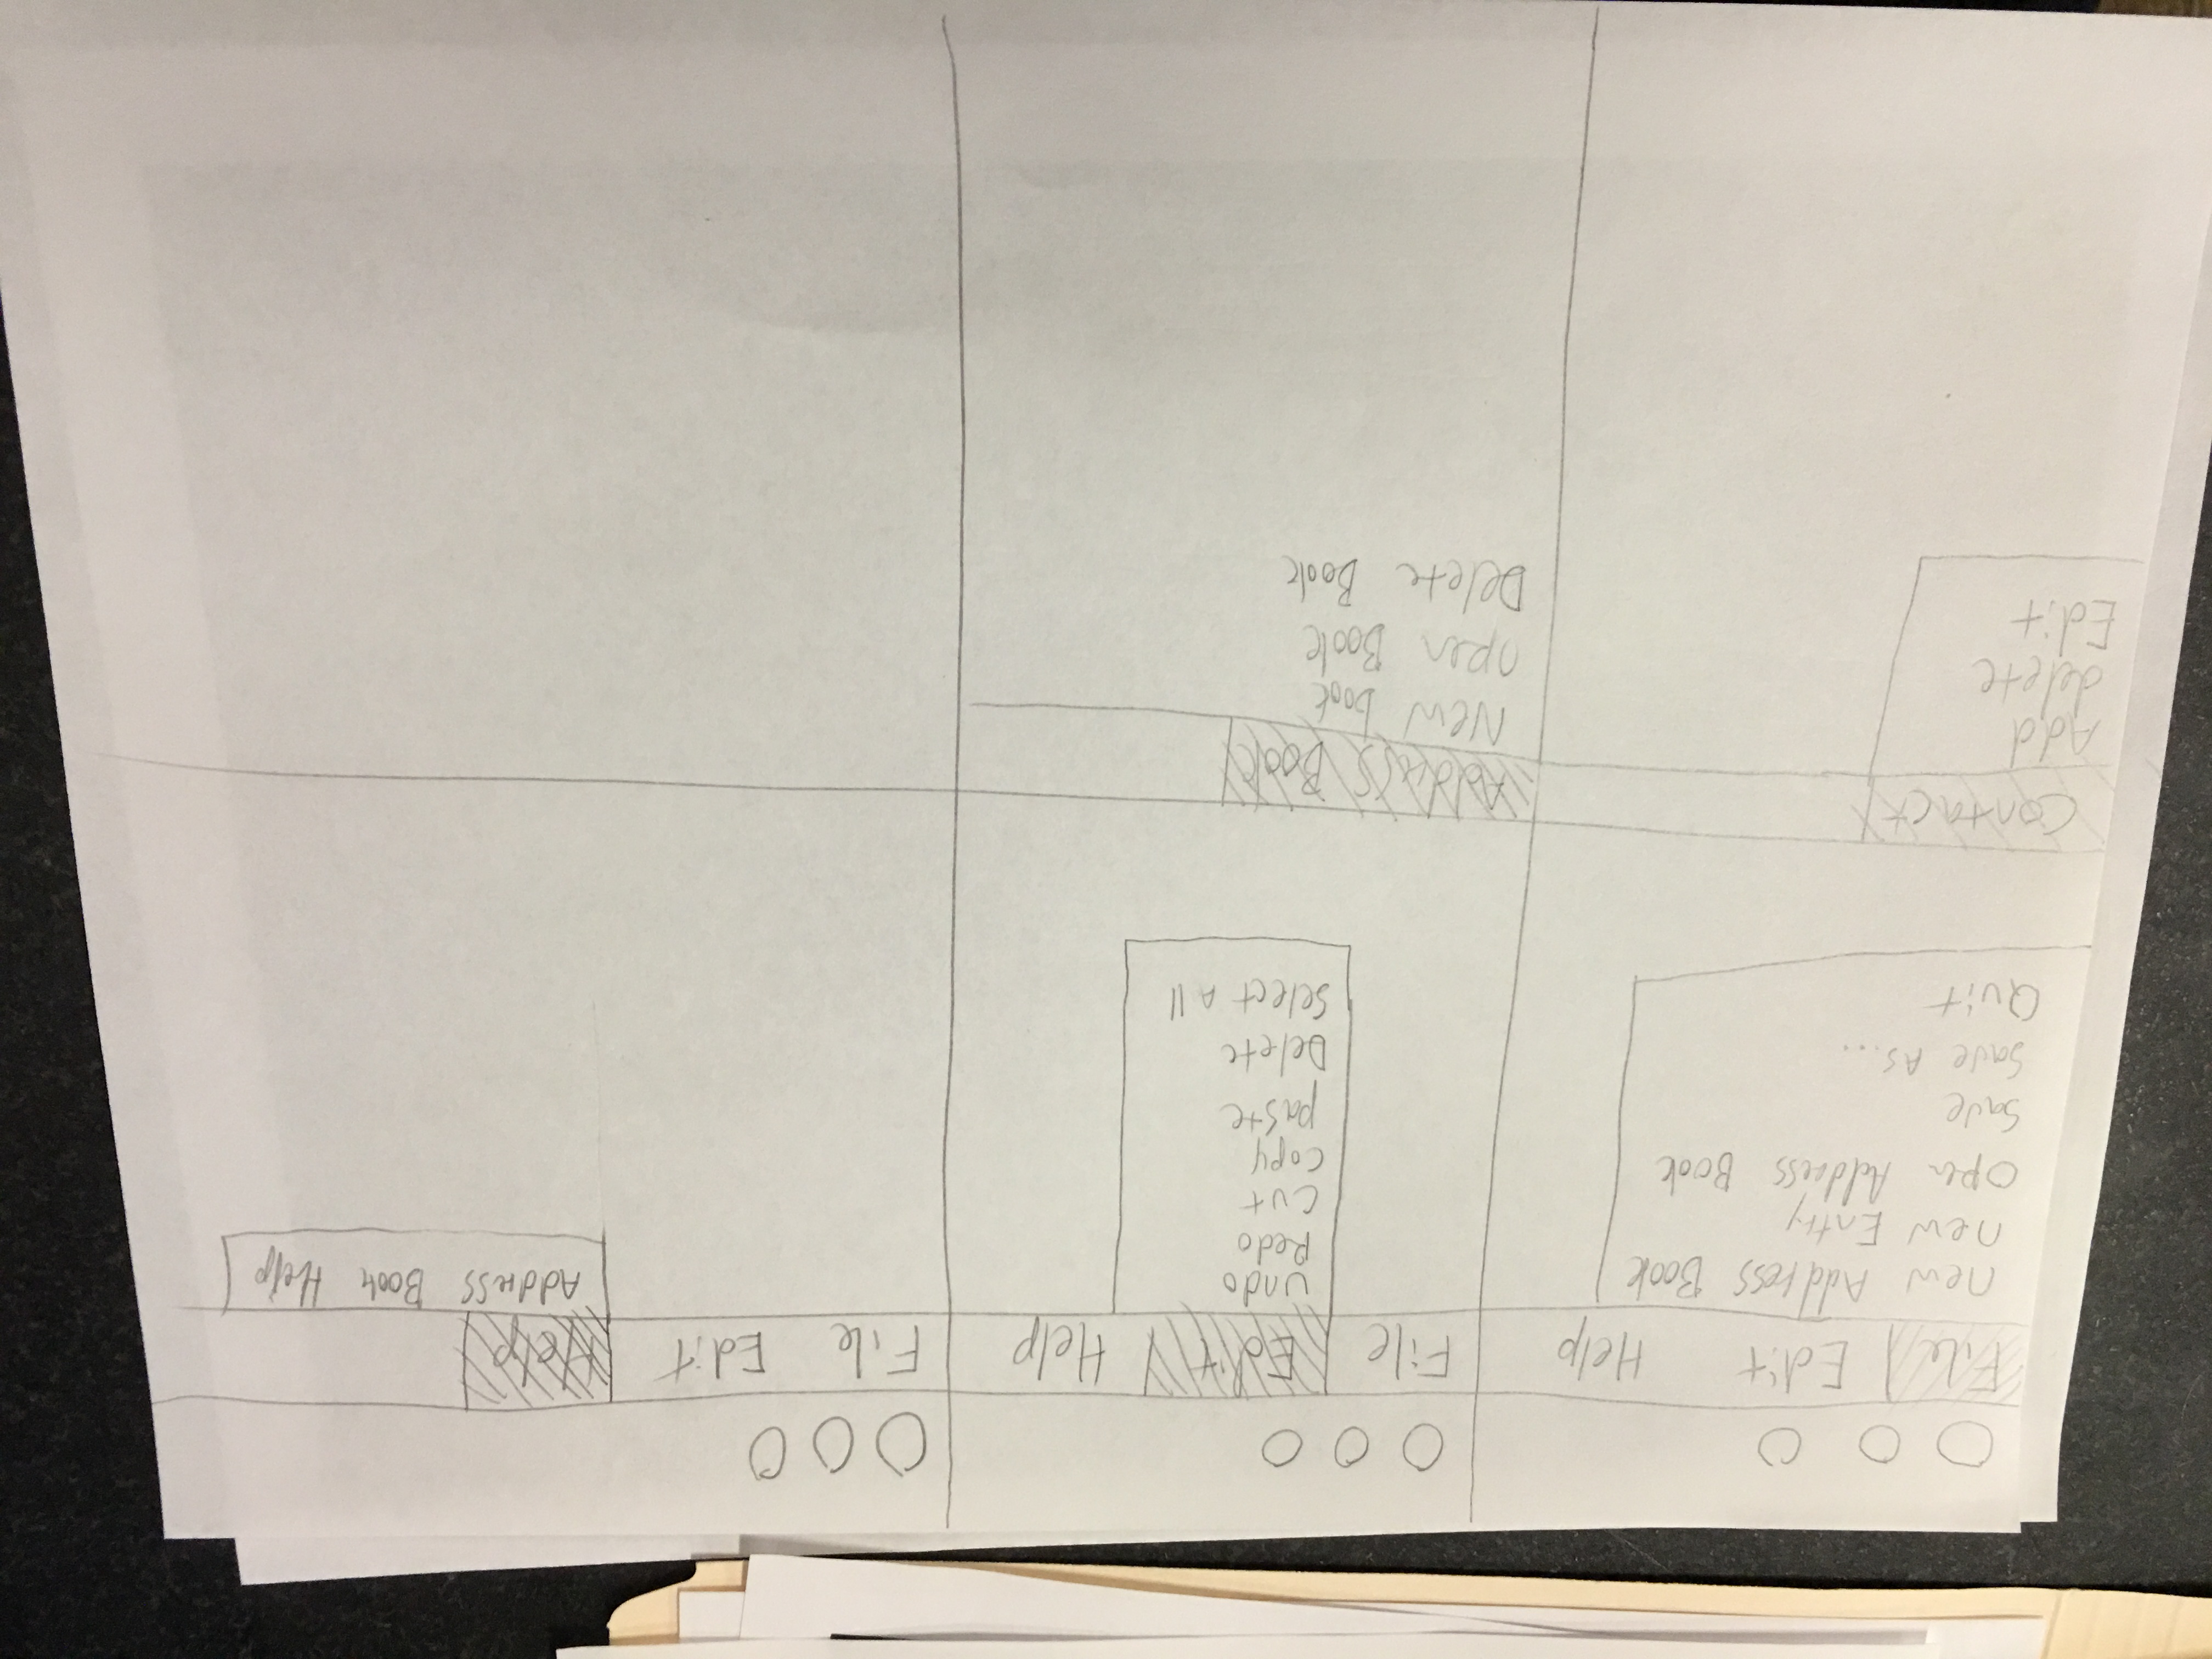 File Edit Help
new Address Book
new Entry
open Address Book
Save
Save As...
Quit
File Edit Help
Undo
Redo
Cut
Copy
paste
Delete
Select All
File Edit Help
Address Book Help
Contact
Add
delete
Edit
Address Book
New book
open Book
Delete Book